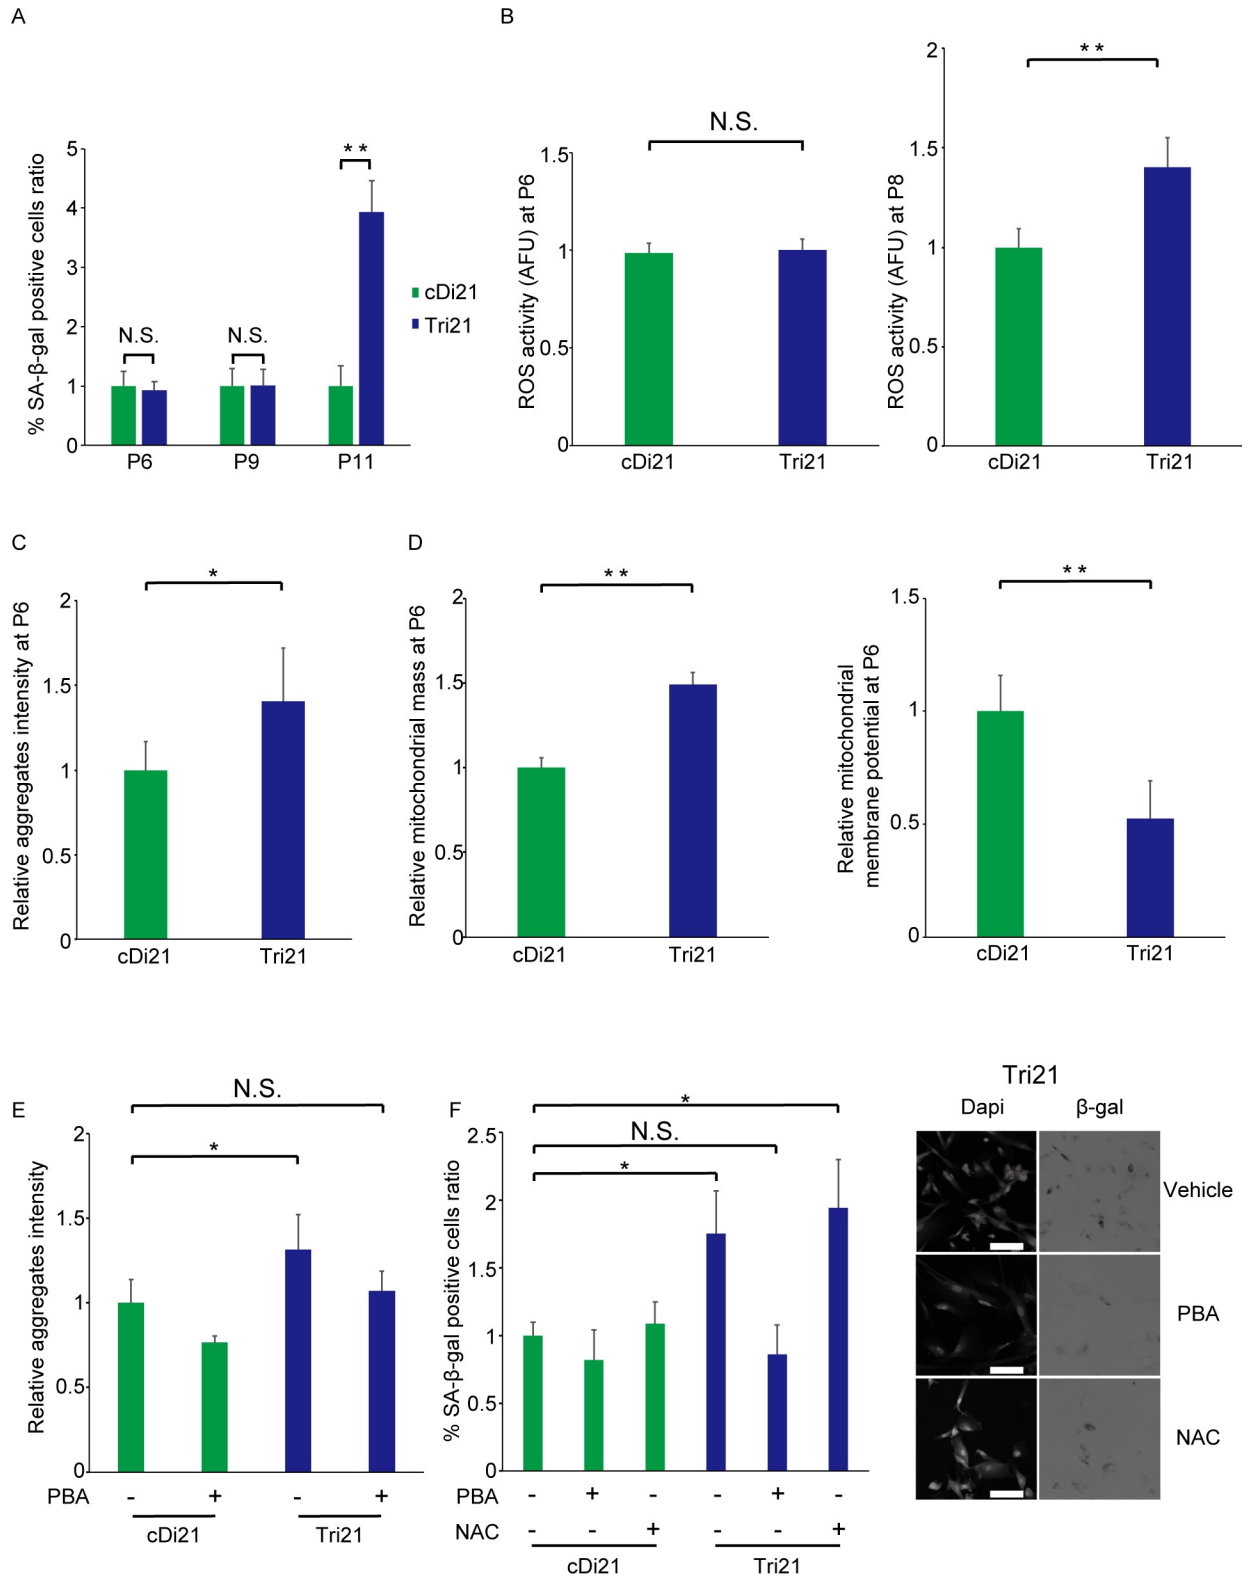 A
B
% SA-β-gal positive cells ratio
5
4
3
2
1
0
N.S.
N.S.
**
P6
P9
P11
cDi21
Tri21
ROS activity (AFU) at P6
1.5
1
0.5
0
N.S.
cDi21
Tri21
ROS activity (AFU) at P8
2
1.5
1
0.5
0
**
cDi21
Tri21
C
D
Relative aggregates intensity at P6
2
1.5
1
0.5
0
*
cDi21
Tri21
Relative mitochondrial mass at P6
2
1.5
1
0.5
0
**
cDi21
Tri21
Relative mitochondrial
membrane potential at P6
1.5
1
0.5
0
**
cDi21
Tri21
E
Relative aggregates intensity
2
1.5
1
0.5
0
N.S.
*
PBA - + - +
cDi21 Tri21
F
% SA-β-gal positive cells ratio
2.5
2
1.5
1
0.5
0
*
N.S.
*
PBA - + - - + -
NAC - - + - - +
cDi21 Tri21
Tri21
Dapi β-gal
Vehicle
PBA
NAC